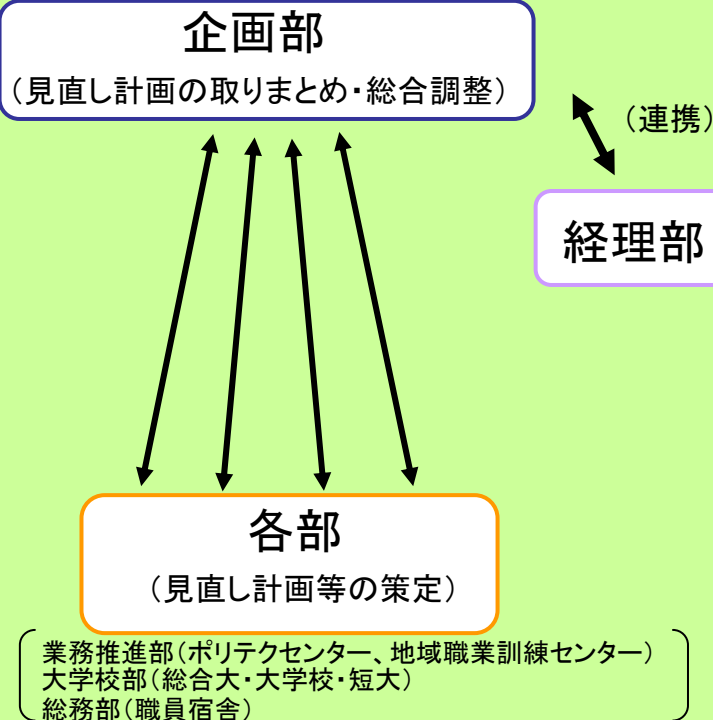 企画部
（見直し計画の取りまとめ・総合調整）
（連携）
経理部
各部
（見直し計画等の策定）
業務推進部（ポリテクセンター、地域職業訓練センター）
大学校部（総合大・大学校・短大）
総務部（職員宿舎）